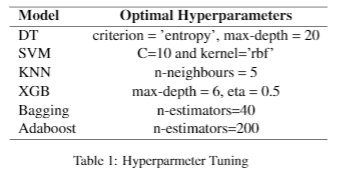 Model Optimal Hyperparameters
DT criterion = 'entropy', max-depth = 20
SVM C=10 and kernel='rbf'
KNN n-neighbours = 5
XGB max-depth = 6, eta = 0.5
Bagging n-estimators=40
Adaboost n-estimators=200
Table 1: Hyperparmeter Tuning